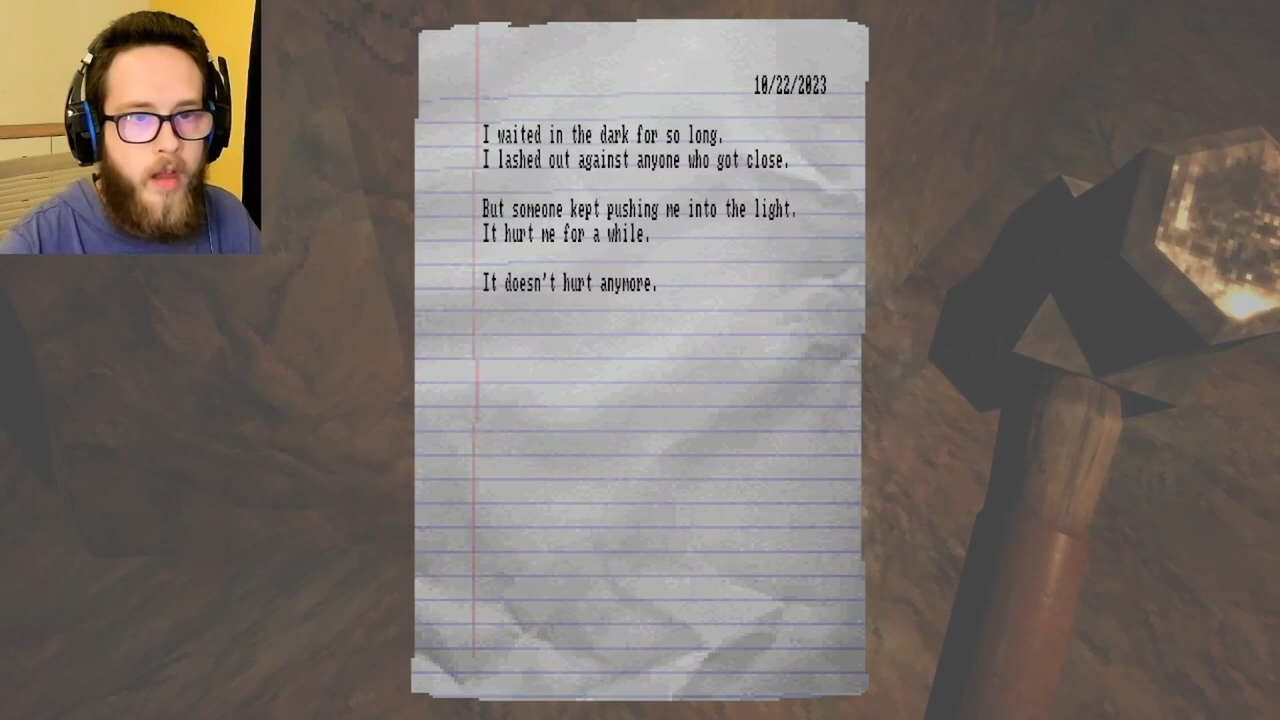 10/22/2023
I waited in the dark for so long.
I lashed out against anyone who got close.
But someone kept pushing me into the light.
It hurt me for a while.
It doesn't hurt anymore.